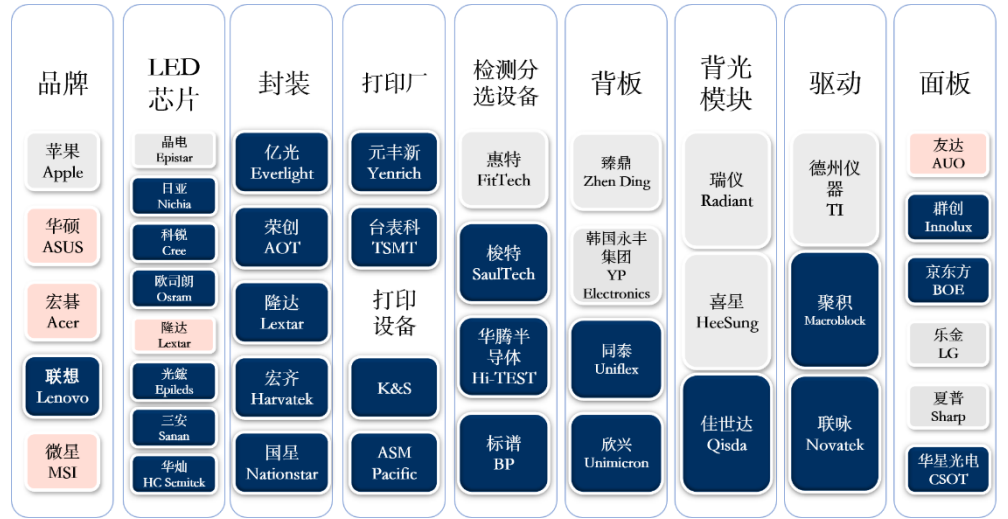 品牌
苹果
Apple
华硕
ASUS
宏碁
Acer
联想
Lenovo
微星
MSI
LED
芯片
晶电
Epistar
日亚
Nichia
科锐
Cree
欧司朗
Osram
隆达
Lextar
光鋐
Epileds
三安
Sanan
华灿
HC Semitek
封装
亿光
Everlight
荣创
AOT
隆达
Lextar
宏齐
Harvatek
国星
Nationstar
打印厂
元丰新
Yenrich
台表科
TSMT
打印
设备
K&S
ASM
Pacific
检测分
选设备
惠特
FitTech
梭特
SaulTech
华腾半
导体
Hi-TEST
标谱
BP
背板
臻鼎
Zhen Ding
韩国永丰
集团
YP
Electronics
同泰
Uniflex
欣兴
Unimicron
背光
模块
瑞仪
Radiant
喜星
HeeSung
佳世达
Qisda
驱动
德州仪
器
TI
聚积
Macroblock
联咏
Novatek
面板
友达
AUO
群创
Innolux
京东方
BOE
乐金
LG
夏普
Sharp
华星光电
CSOT